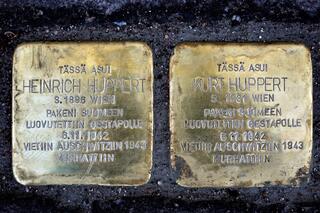 TÄSSÄ ASUI
HEINRICH HUPPERT
S. 1896 WIEN
PAKENI SUOMEEN
LUOVUTETTIIN GESTAPOLLE
6.11.1942
VIETIIN AUSCHWITZIIN 1943
MURHATTIIN
TÄSSÄ ASUI
KURT HUPPERT
S. 1931 WIEN
PAKENI SUOMEEN
LUOVUTETTIIN GESTAPOLLE
6.11.1942
VIETIIN AUSCHWITZIIN 1943
MURHATTIIN